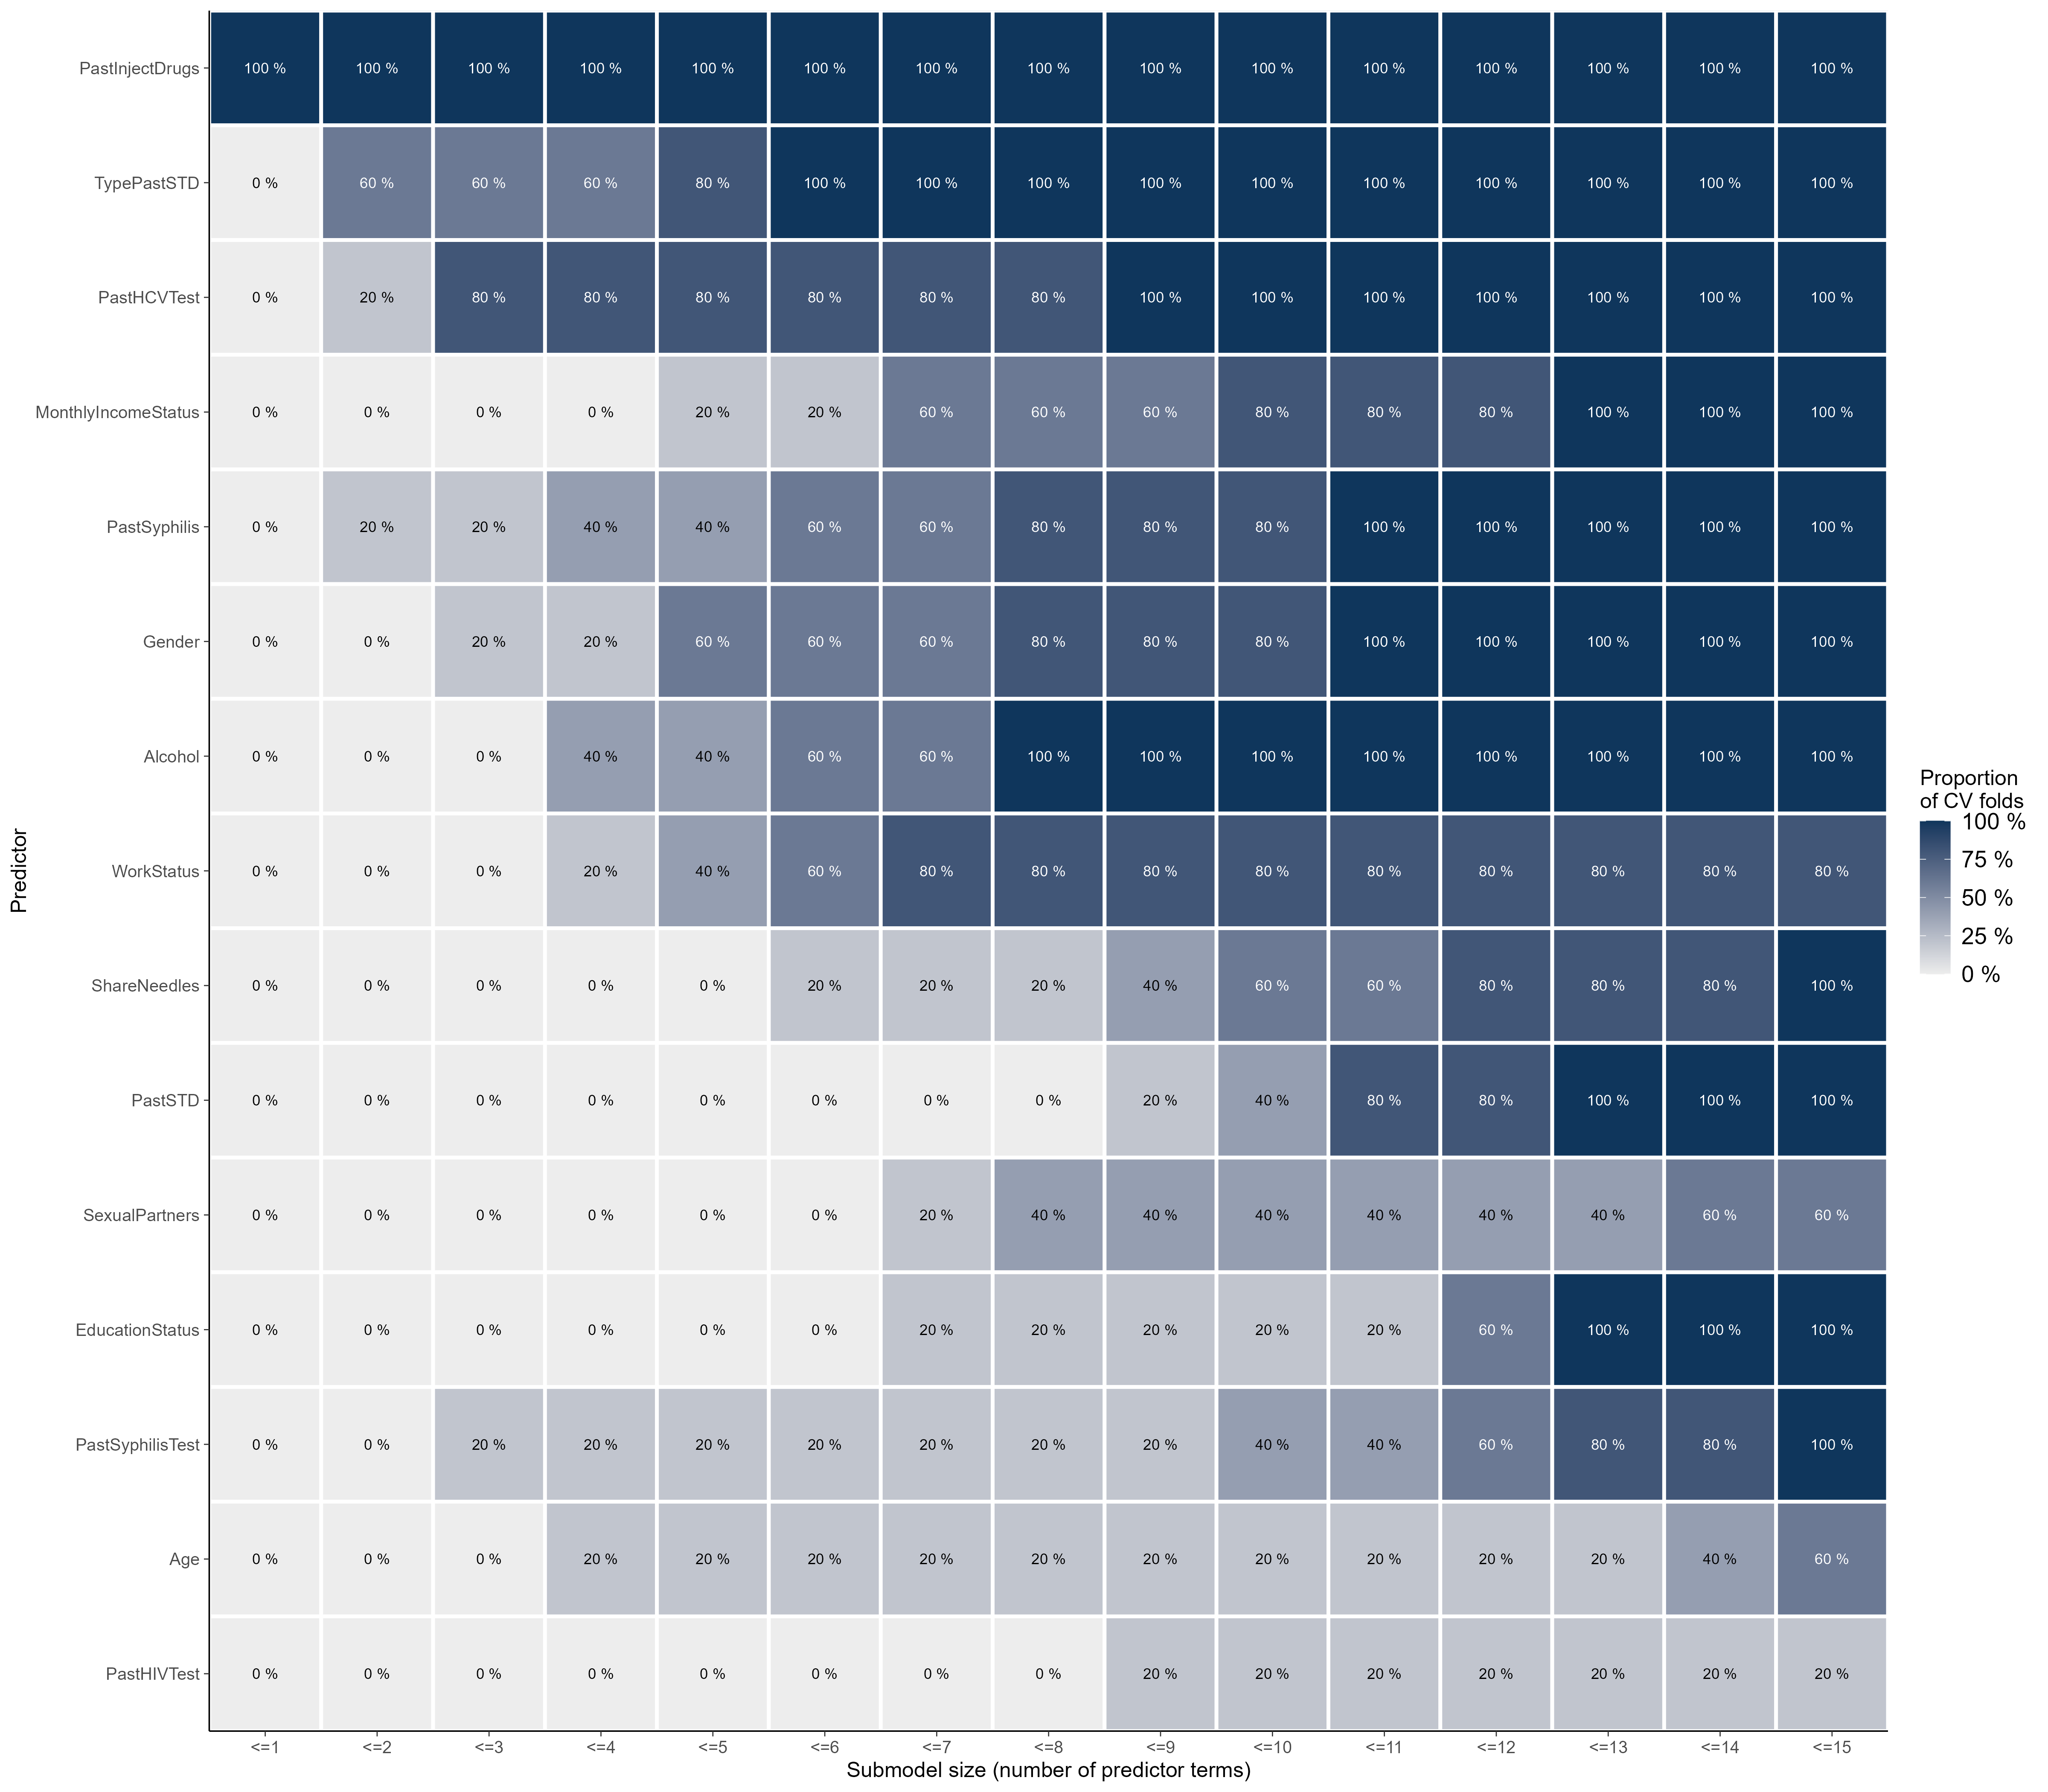 PastInjectDrugs 100 % 100 % 100 % 100 % 100 % 100 % 100 % 100 % 100 % 100 % 100 % 100 % 100 % 100 % 100 %
TypePastSTD 0 % 60 % 60 % 60 % 80 % 100 % 100 % 100 % 100 % 100 % 100 % 100 % 100 % 100 % 100 %
PastHCVTest 0 % 20 % 80 % 80 % 80 % 80 % 80 % 80 % 100 % 100 % 100 % 100 % 100 % 100 % 100 %
MonthlyIncomeStatus 0 % 0 % 0 % 0 % 20 % 20 % 60 % 60 % 60 % 80 % 80 % 80 % 100 % 100 % 100 %
PastSyphilis 0 % 20 % 20 % 40 % 40 % 60 % 60 % 80 % 80 % 80 % 100 % 100 % 100 % 100 % 100 %
Gender 0 % 0 % 20 % 20 % 60 % 60 % 60 % 80 % 80 % 80 % 100 % 100 % 100 % 100 % 100 %
Alcohol 0 % 0 % 0 % 40 % 40 % 60 % 60 % 100 % 100 % 100 % 100 % 100 % 100 % 100 % 100 %
WorkStatus 0 % 0 % 0 % 20 % 40 % 60 % 80 % 80 % 80 % 80 % 80 % 80 % 80 % 80 % 80 %
ShareNeedles 0 % 0 % 0 % 0 % 0 % 20 % 20 % 20 % 40 % 60 % 60 % 80 % 80 % 80 % 100 %
PastSTD 0 % 0 % 0 % 0 % 0 % 0 % 0 % 0 % 20 % 40 % 80 % 80 % 100 % 100 % 100 %
SexualPartners 0 % 0 % 0 % 0 % 0 % 0 % 20 % 40 % 40 % 40 % 40 % 40 % 40 % 60 % 60 %
EducationStatus 0 % 0 % 0 % 0 % 0 % 0 % 20 % 20 % 20 % 20 % 20 % 60 % 100 % 100 % 100 %
PastSyphilisTest 0 % 0 % 20 % 20 % 20 % 20 % 20 % 20 % 20 % 40 % 40 % 60 % 80 % 80 % 100 %
Age 0 % 0 % 0 % 20 % 20 % 20 % 20 % 20 % 20 % 20 % 20 % 20 % 20 % 40 % 60 %
PastHIVTest 0 % 0 % 0 % 0 % 0 % 0 % 0 % 0 % 20 % 20 % 20 % 20 % 20 % 20 % 20 %
<=1 <=2 <=3 <=4 <=5 <=6 <=7 <=8 <=9 <=10 <=11 <=12 <=13 <=14 <=15
Submodel size (number of predictor terms)
Predictor
Proportion
of CV folds
100 %
75 %
50 %
25 %
0 %